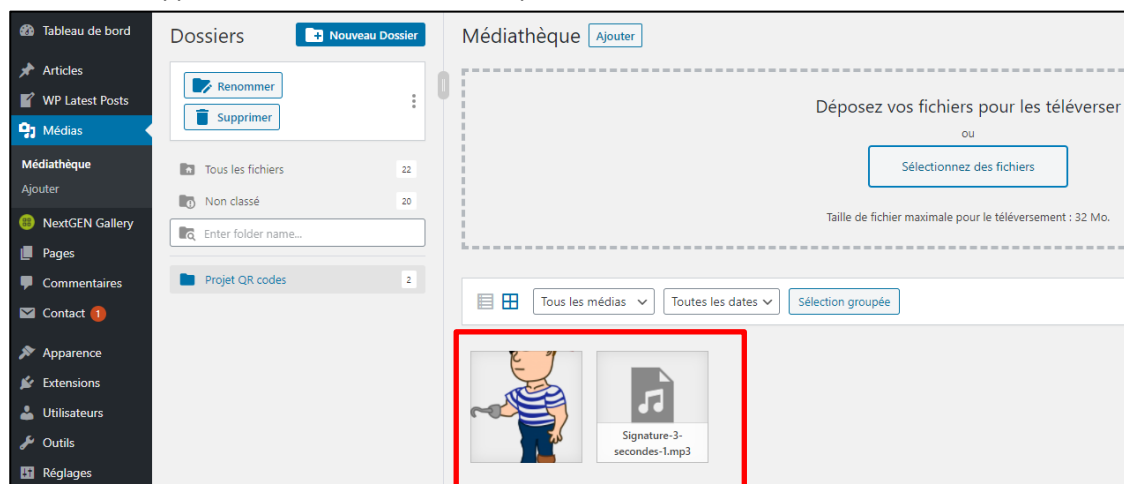 Tableau de bord
Articles
WP Latest Posts
Médias
Médiathèque
Ajouter
NextGEN Gallery
Pages
Commentaires
Contact 1
Apparence
Extensions
Utilisateurs
Outils
Réglages
Dossiers
Nouveau Dossier
Renommer
Supprimer
Tous les fichiers 22
Non classé 20
Enter folder name...
Projet QR codes 2
Médiathèque Ajouter
Déposez vos fichiers pour les téléverser
ou
Sélectionnez des fichiers
Taille de fichier maximale pour le téléversement : 32 Mo.
Tous les médias Toutes les dates Sélection groupée
Signature-3-
secondes-1.mp3